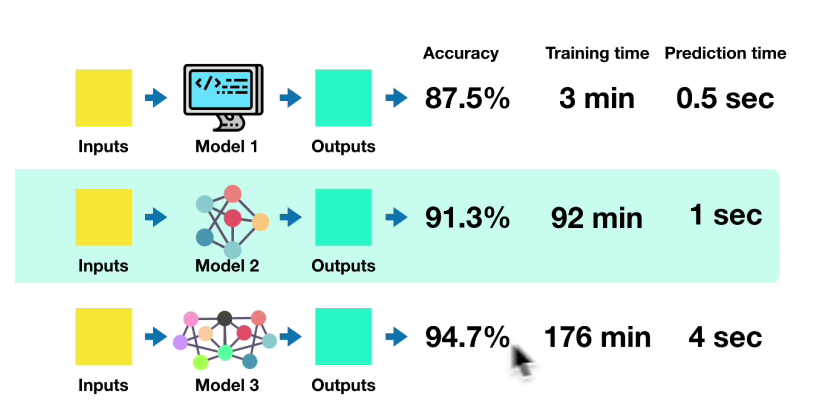 Accuracy Training time Prediction time
</>
87.5% 3 min 0.5 sec
Inputs Model 1 Outputs
91.3% 92 min 1 sec
Inputs Model 2 Outputs
94.7% 176 min 4 sec
Inputs Model 3 Outputs